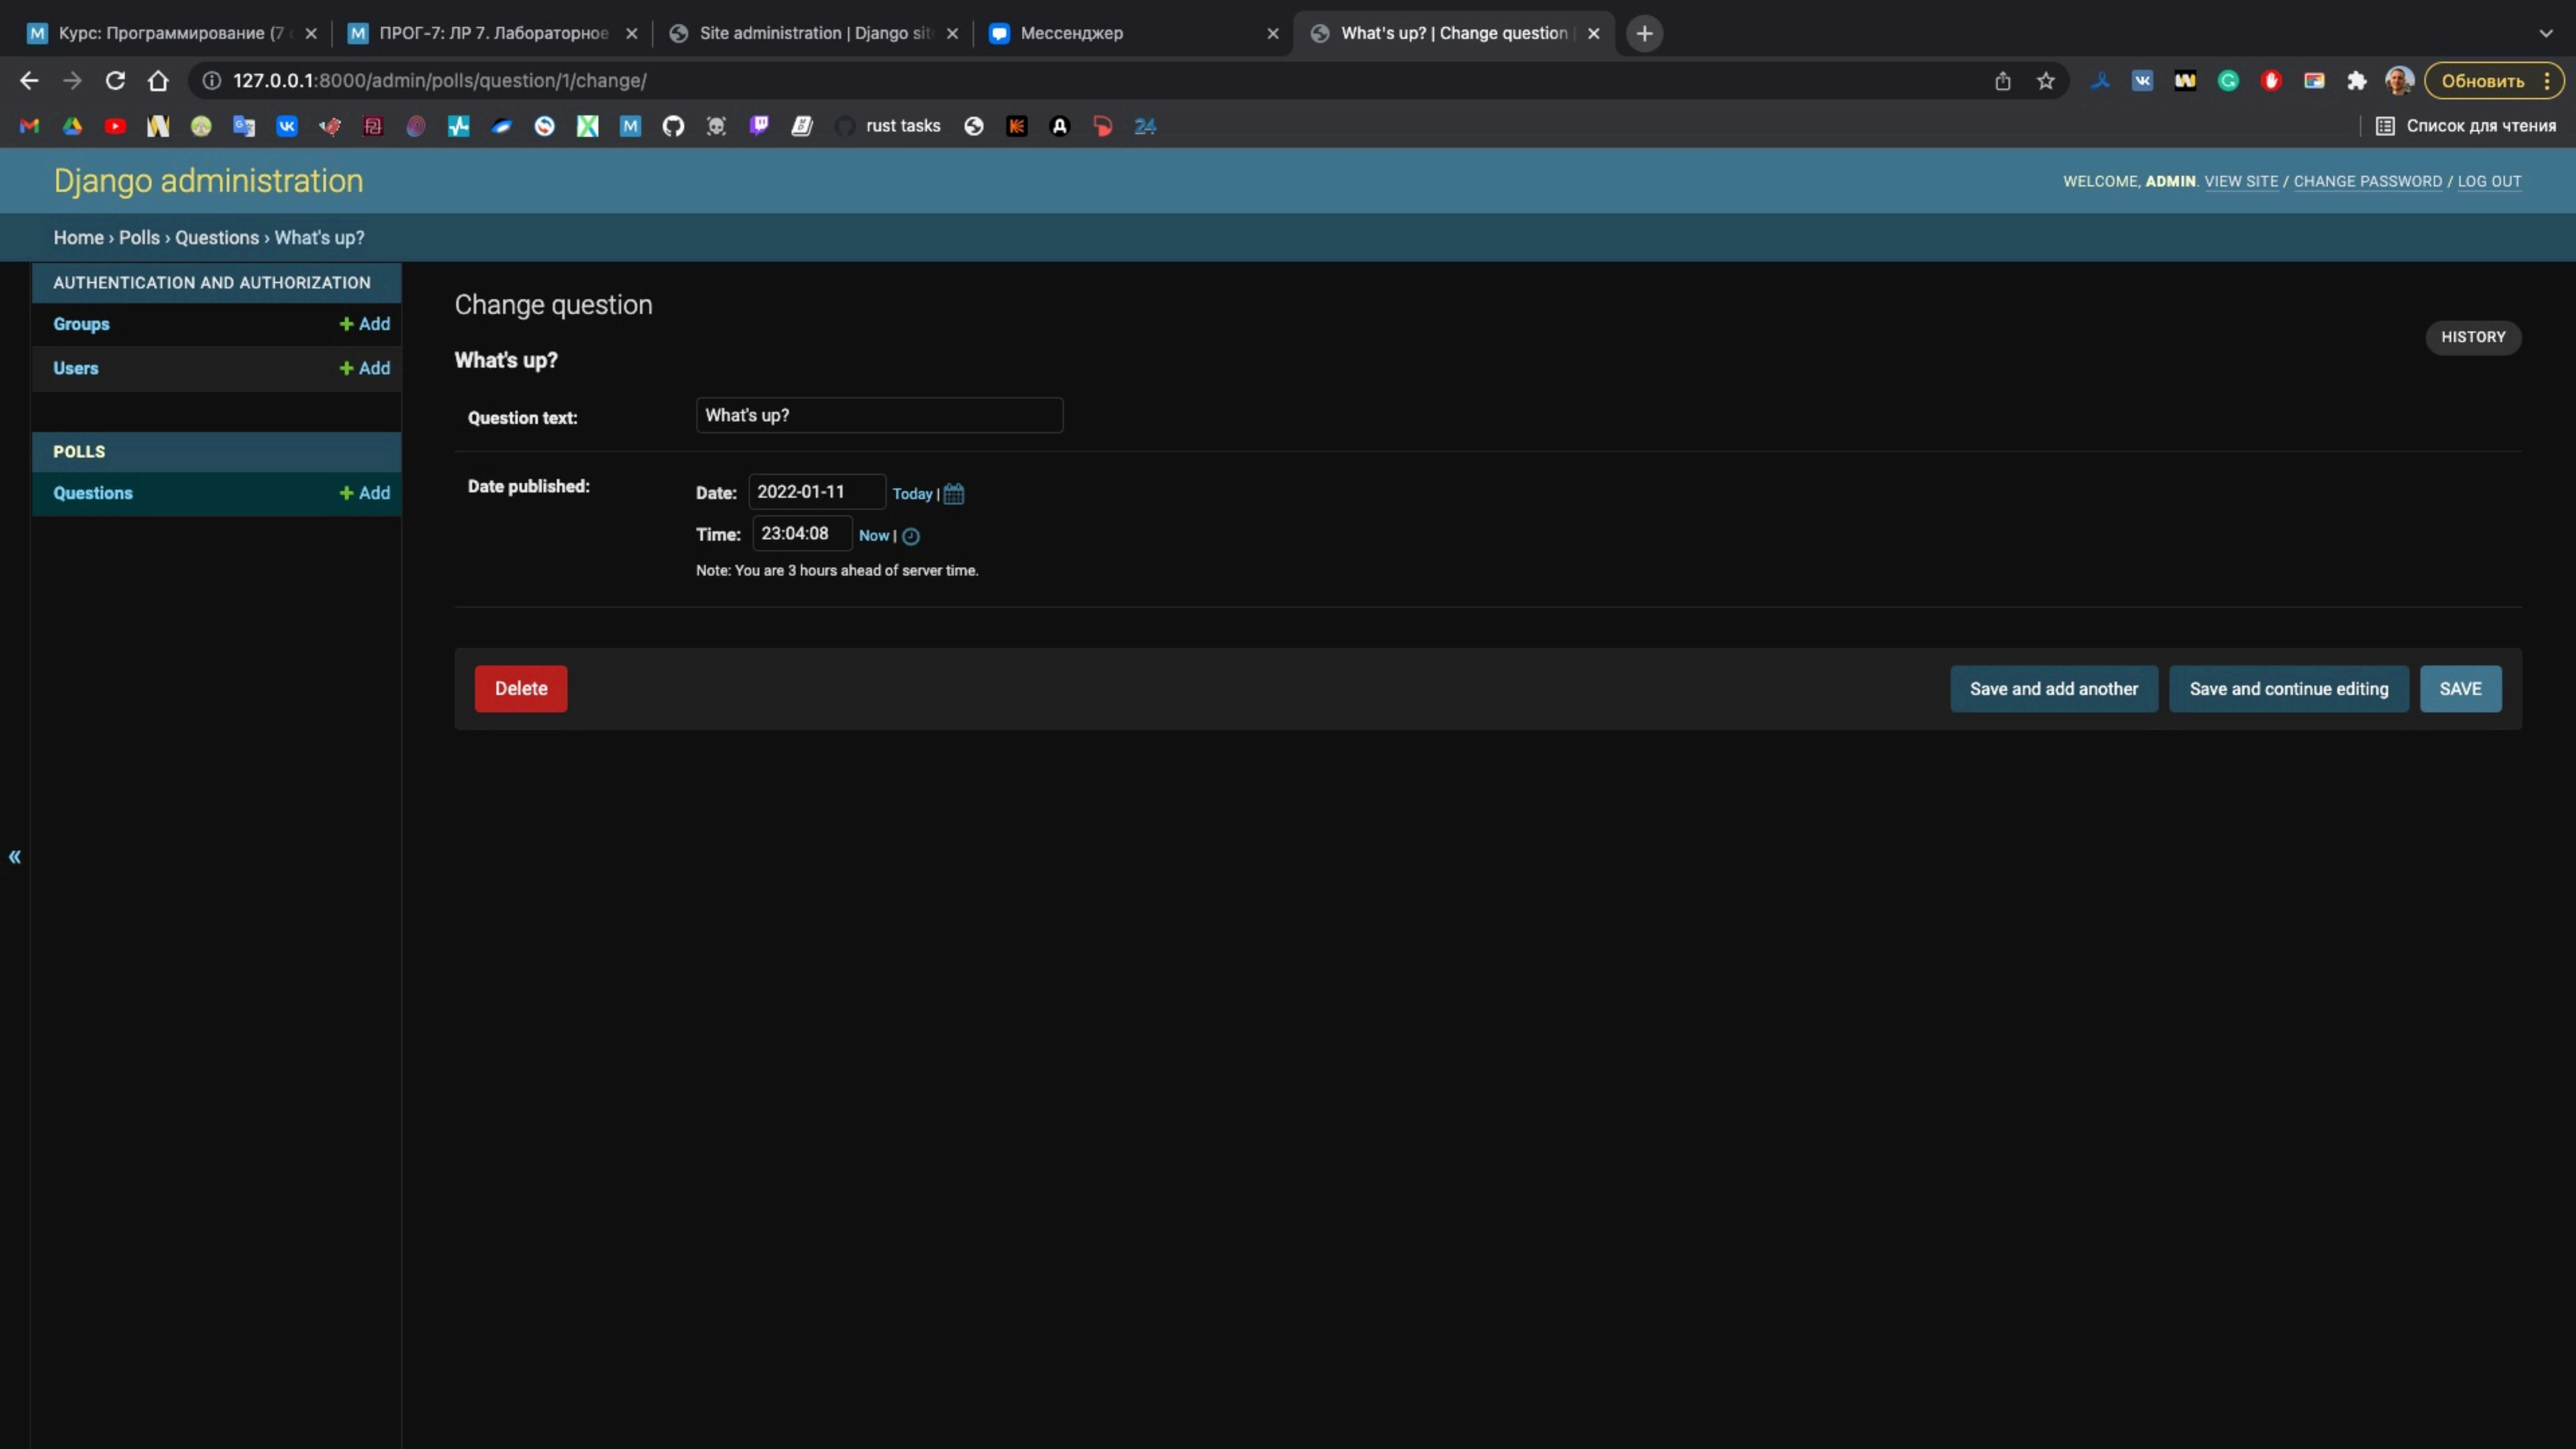 Курс: Программирование (7
ПРОГ-7: ЛР 7. Лабораторное
Site administration | Django sit
Мессенджер
What's up? | Change question
127.0.0.1:8000/admin/polls/question/1/change/
Обновить
rust tasks
24
Список для чтения
Django administration
WELCOME, ADMIN. VIEW SITE / CHANGE PASSWORD / LOG OUT
Home › Polls › Questions › What's up?
AUTHENTICATION AND AUTHORIZATION
Groups + Add
Users + Add
POLLS
Questions + Add
«
Change question
HISTORY
What's up?
Question text: What's up?
Date published: Date: 2022-01-11 Today |
Time: 23:04:08 Now |
Note: You are 3 hours ahead of server time.
Delete Save and add another Save and continue editing SAVE